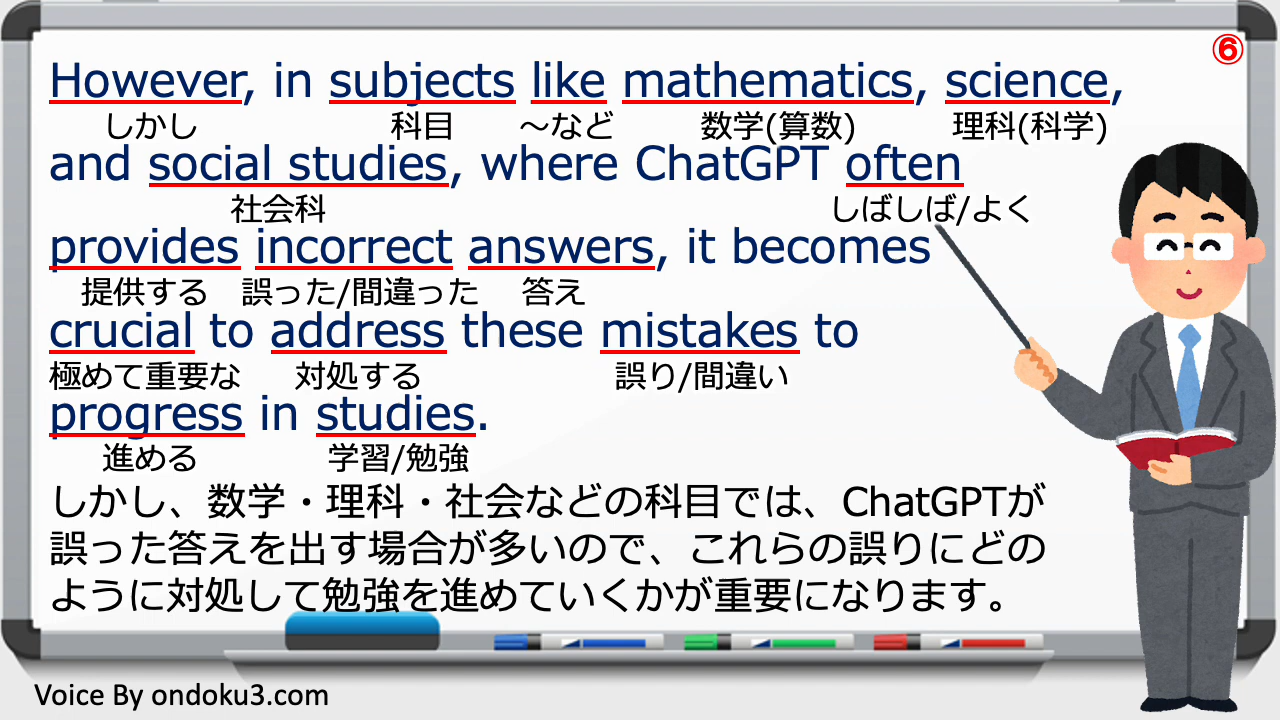 ⑥
However, in subjects like mathematics, science,
しかし 科目 ～など 数学(算数) 理科(科学)
and social studies, where ChatGPT often
社会科 しばしば/よく
provides incorrect answers, it becomes
提供する 誤った/間違った 答え
crucial to address these mistakes to
極めて重要な 対処する 誤り/間違い
progress in studies.
進める 学習/勉強
しかし、数学・理科・社会などの科目では、ChatGPTが
誤った答えを出す場合が多いので、これらの誤りにどの
ように対処して勉強を進めていくかが重要になります。
Voice By ondoku3.com